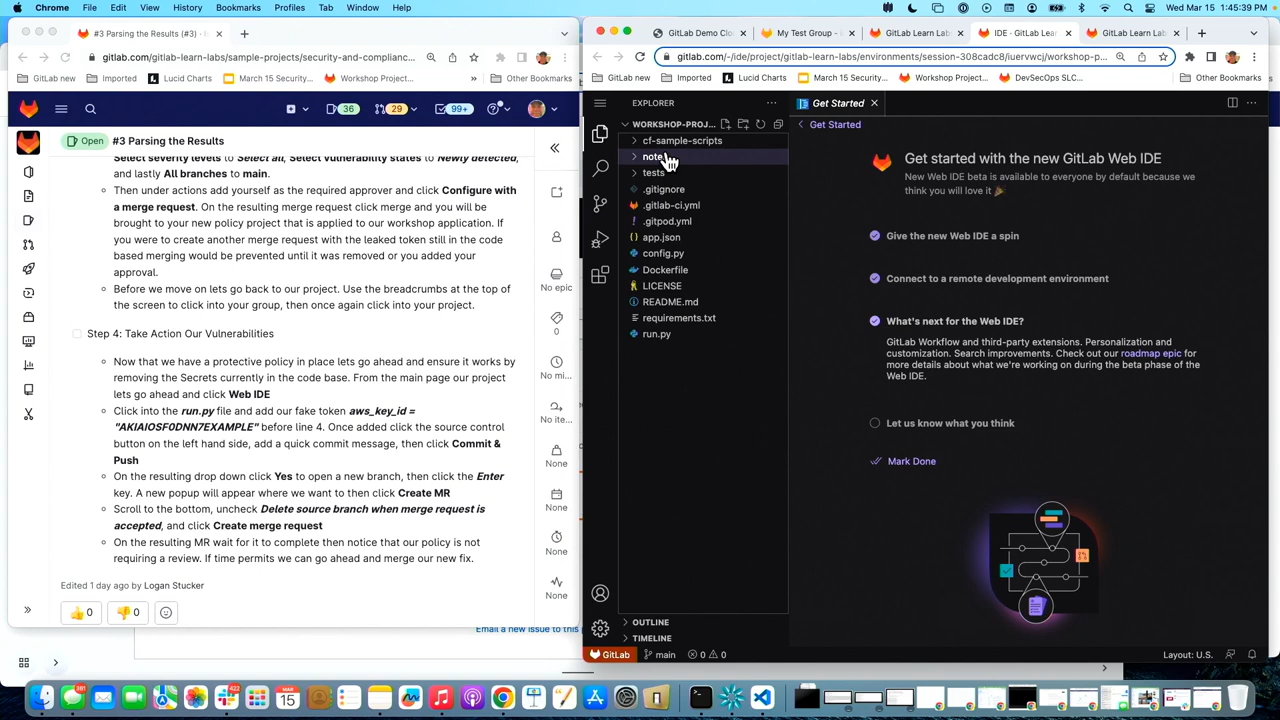 Chrome File Edit View History Bookmarks Profiles Tab Window Help
Wed Mar 15 1:45:39 PM
#3 Parsing the Results (#3) ·
gitlab.com/gitlab-learn-labs/sample-projects/security-and-complianc...
GitLab new Imported Lucid Charts March 15 Security... Workshop Project... » Other Bookmarks
36 29 99+
Open #3 Parsing the Results
Select severity levels to Select all, Select vulnerability states to Newly detected,
and lastly All branches to main.
Then under actions add yourself as the required approver and click Configure with
a merge request. On the resulting merge request click merge and you will be
brought to your new policy project that is applied to our workshop application. If
you were to create another merge request with the leaked token still in the code
based merging would be prevented until it was removed or you added your
approval.
Before we move on lets go back to our project. Use the breadcrumbs at the top of
the screen to click into your group, then once again click into your project.
Step 4: Take Action Our Vulnerabilities
Now that we have a protective policy in place lets go ahead and ensure it works by
removing the Secrets currently in the code base. From the main page our project
lets go ahead and click Web IDE
Click into the run.py file and add our fake token aws_key_id =
"AKIAIOSF0DNN7EXAMPLE" before line 4. Once added click the source control
button on the left hand side, add a quick commit message, then click Commit &
Push
On the resulting drop down click Yes to open a new branch, then click the Enter
key. A new popup will appear where we want to then click Create MR
Scroll to the bottom, uncheck Delete source branch when merge request is
accepted, and click Create merge request
On the resulting MR wait for it to complete then notice that our policy is not
requiring a review. If time permits we can go ahead and merge our new fix.
Edited 1 day ago by Logan Stucker
0 0
No epic
0
No mi...
No ite...
None
None
None
None
Email a new issue to this
GitLab Demo Clo My Test Group - GitLab Learn Lab IDE · GitLab Lea GitLab Learn Lab
gitlab.com/-/ide/project/gitlab-learn-labs/environments/session-308cadc8/iuervwcj/workshop-p...
GitLab new Imported Lucid Charts March 15 Security... Workshop Project... DevSecOps SLC... Other Bookmarks
EXPLORER
WORKSHOP-PROJ...
cf-sample-scripts
note
tests
.gitignore
.gitlab-ci.yml
.gitpod.yml
app.json
config.py
Dockerfile
LICENSE
README.md
requirements.txt
run.py
OUTLINE
TIMELINE
Get Started
Get Started
Get started with the new GitLab Web IDE
New Web IDE beta is available to everyone by default because we
think you will love it 🎉
Give the new Web IDE a spin
Connect to a remote development environment
What's next for the Web IDE?
GitLab Workflow and third-party extensions. Personalization and
customization. Search improvements. Check out our roadmap epic for
more details about what we're working on during the beta phase of the
Web IDE.
Let us know what you think
Mark Done
GitLab main 0 0 Layout: U.S.